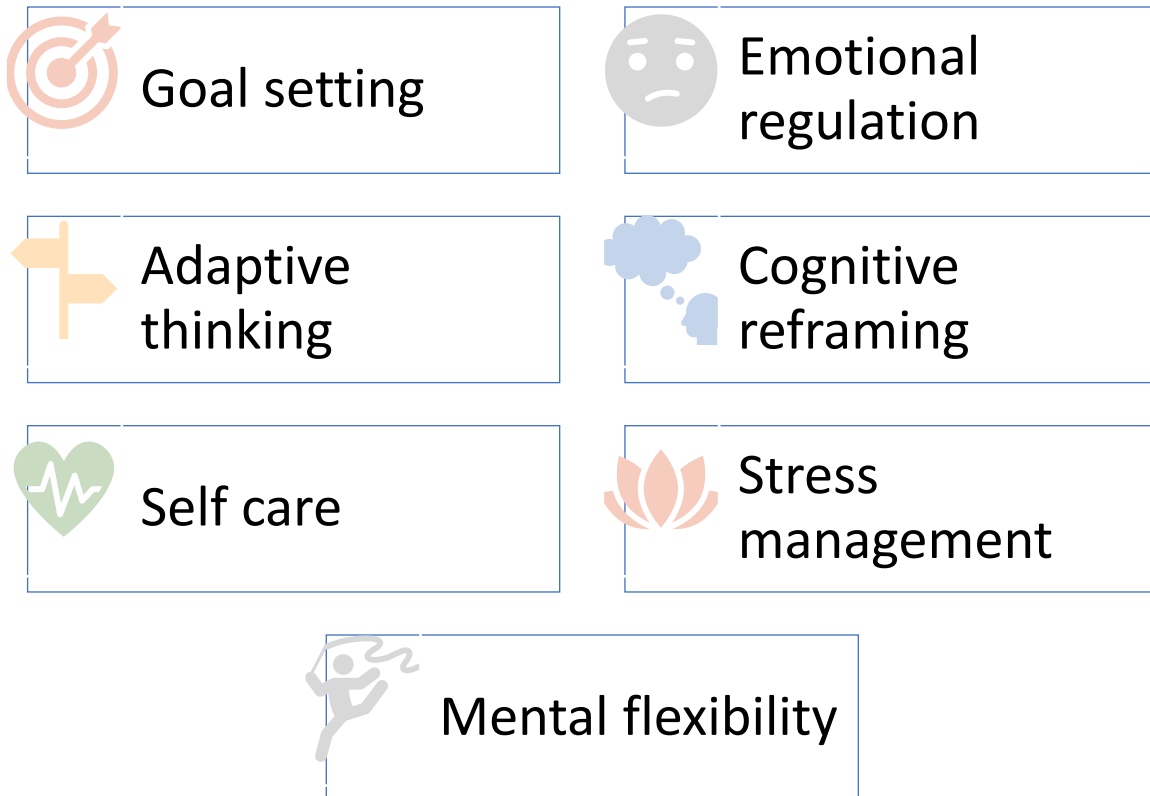 Goal setting
Emotional
regulation
Adaptive
thinking
Cognitive
reframing
Self care
Stress
management
Mental flexibility